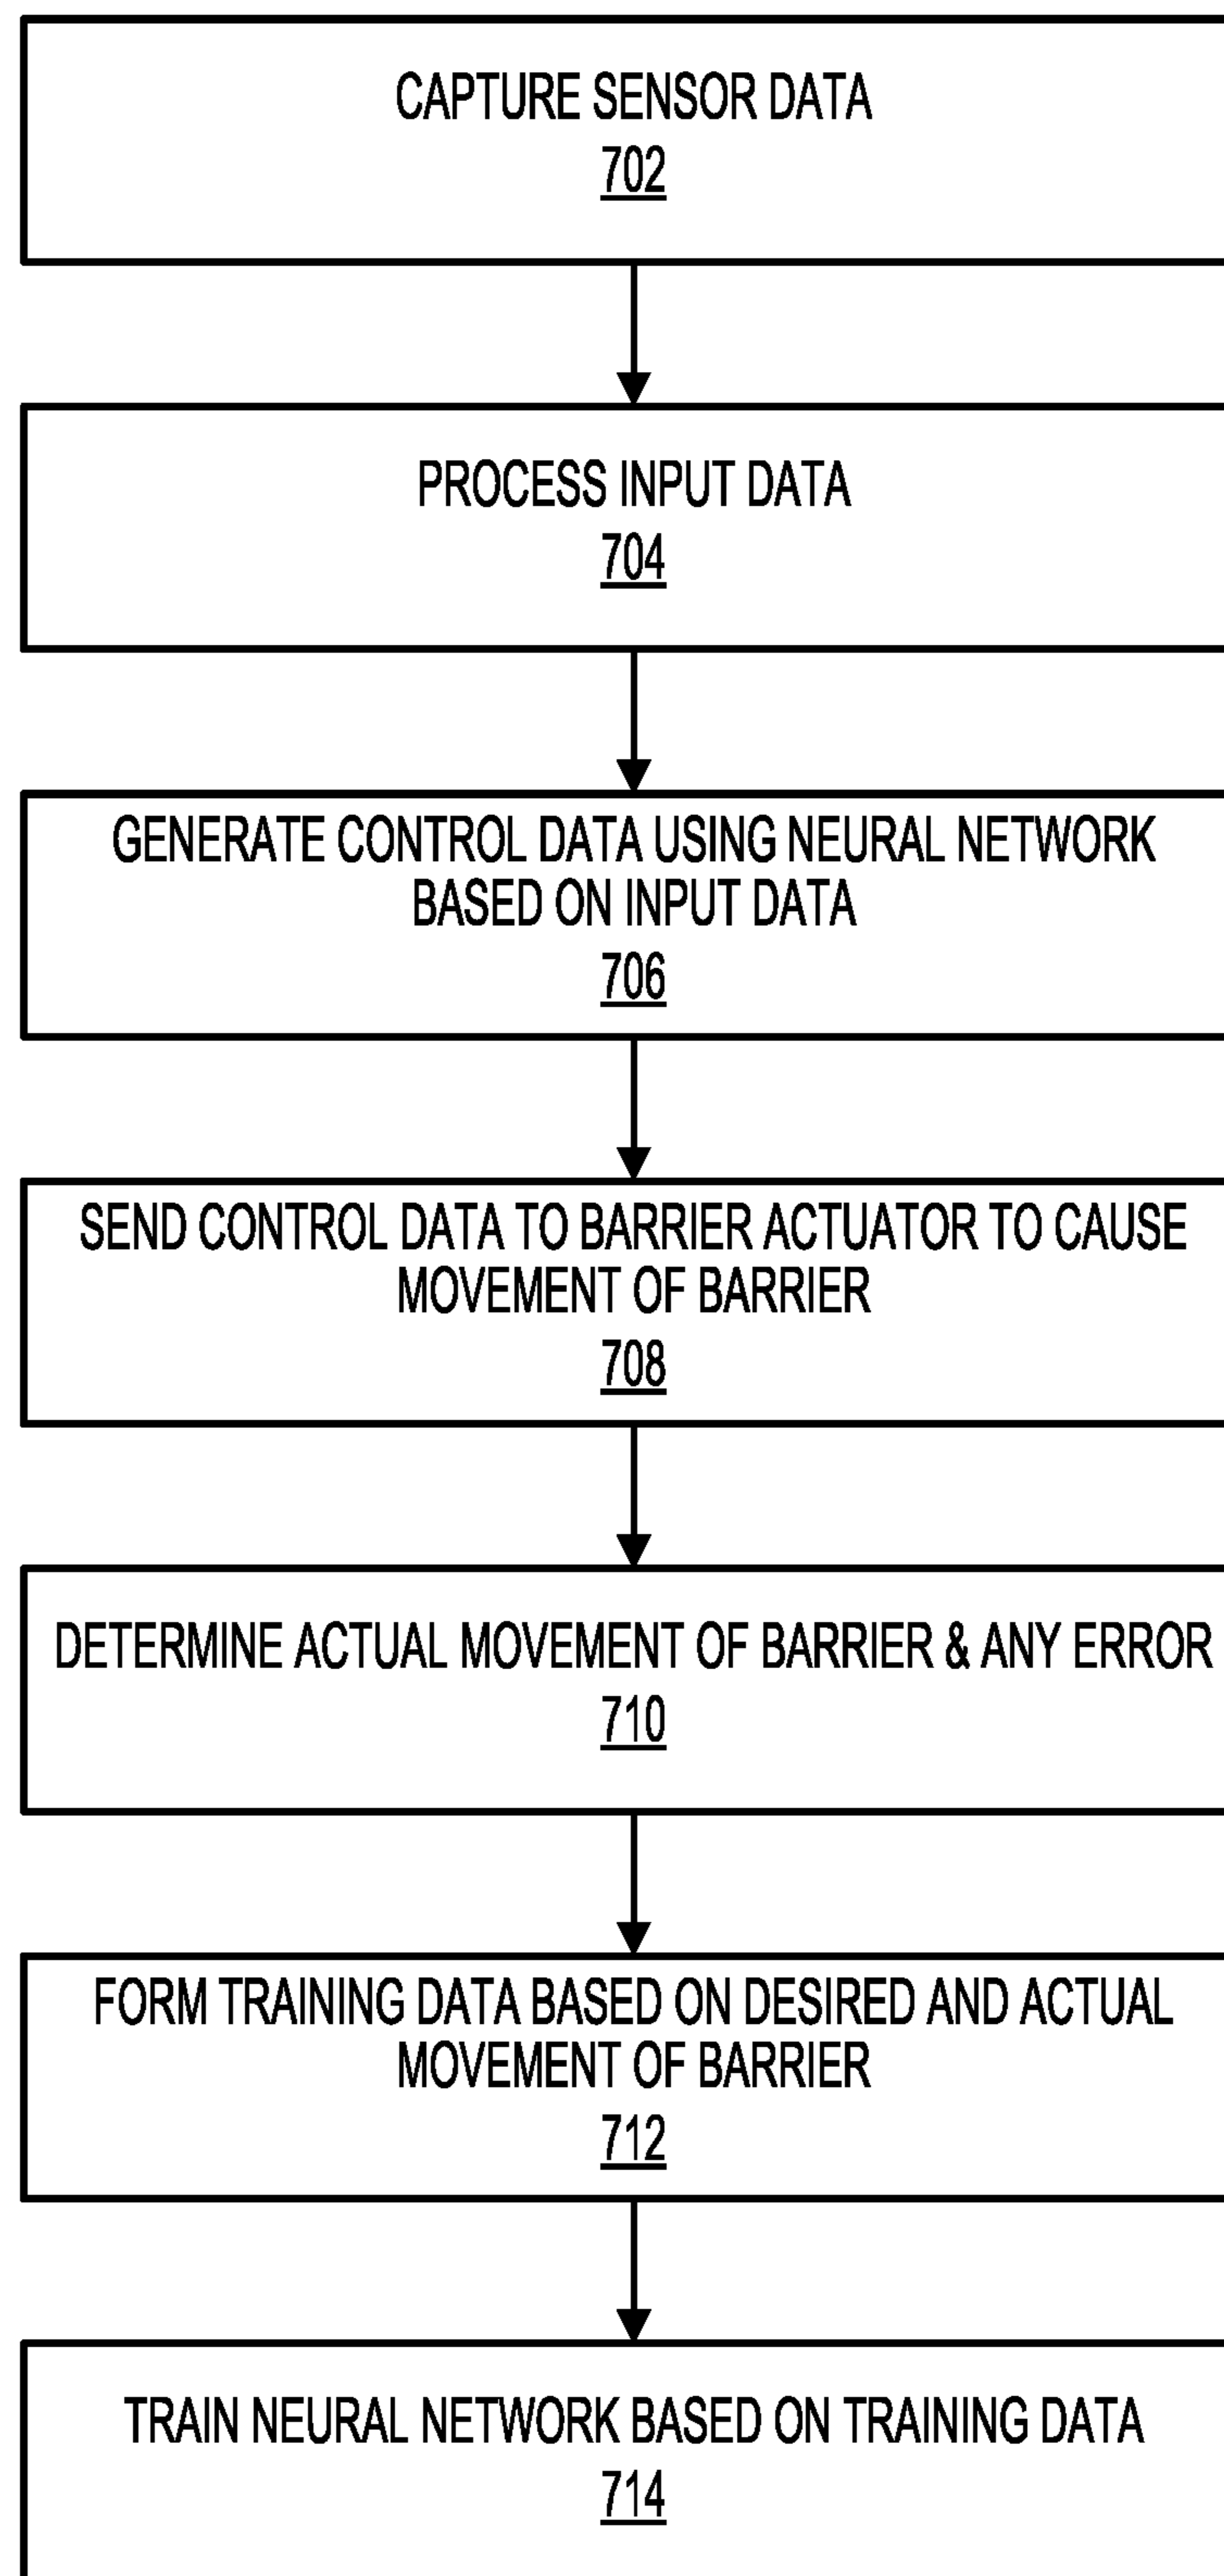 CAPTURE SENSOR DATA
702
PROCESS INPUT DATA
704
GENERATE CONTROL DATA USING NEURAL NETWORK
BASED ON INPUT DATA
706
SEND CONTROL DATA TO BARRIER ACTUATOR TO CAUSE
MOVEMENT OF BARRIER
708
DETERMINE ACTUAL MOVEMENT OF BARRIER & ANY ERROR
710
FORM TRAINING DATA BASED ON DESIRED AND ACTUAL
MOVEMENT OF BARRIER
712
TRAIN NEURAL NETWORK BASED ON TRAINING DATA
714